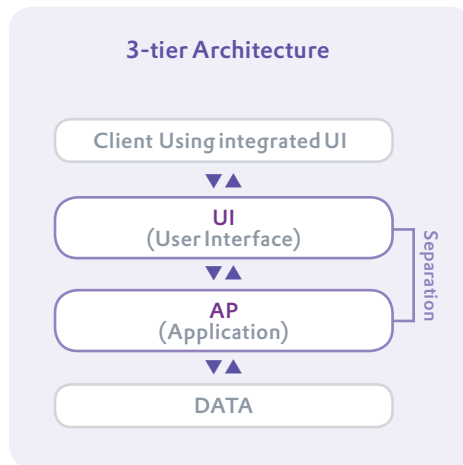 3-tier Architecture
Client Using integrated UI
UI
(User Interface)
Separation
AP
(Application)
DATA